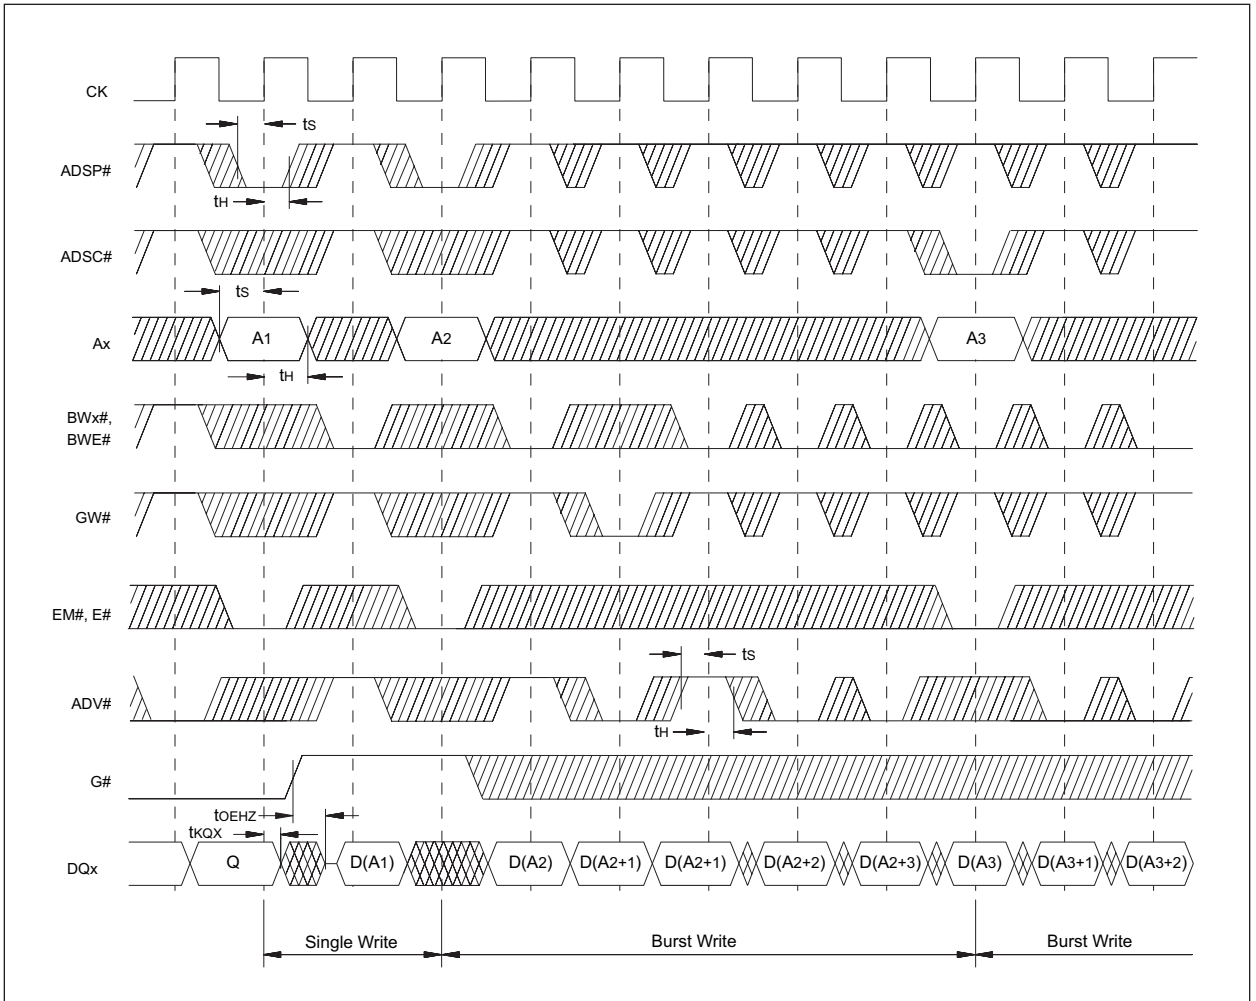 CK
tS
ADSP#
tH
ADSC#
tS
Ax
A1
A2
A3
tH
BWx#,
BWE#
GW#
EM#, E#
tS
ADV#
tH
G#
tOEHZ
tKQX
DQx
Q
D(A1)
D(A2)
D(A2+1)
D(A2+1)
D(A2+2)
D(A2+3)
D(A3)
D(A3+1)
D(A3+2)
Single Write
Burst Write
Burst Write